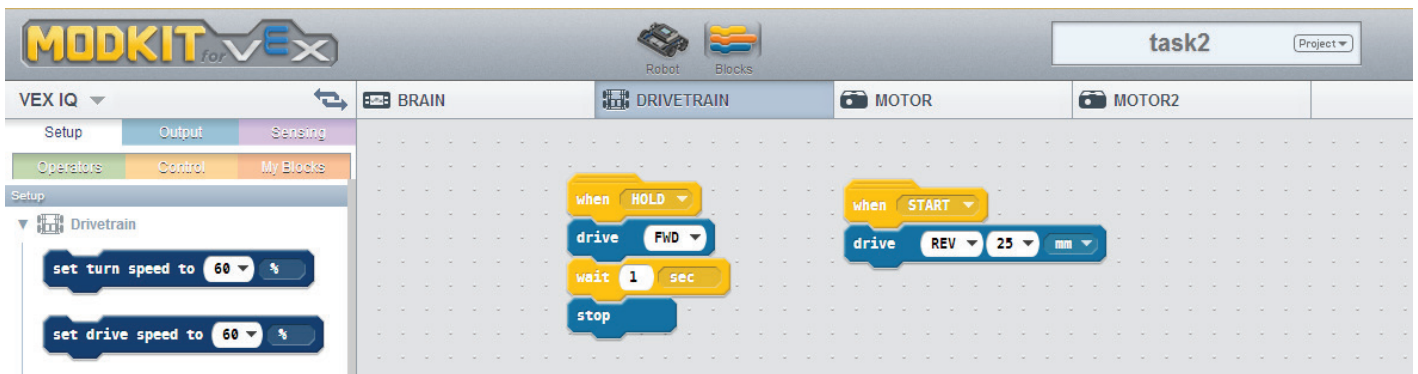 MODKIT for VEX
Robot Blocks
task2 Project
VEX IQ
BRAIN
DRIVETRAIN
MOTOR
MOTOR2
Setup Output Sensing
Operators Control My Blocks
Setup
Drivetrain
set turn speed to 60 %
set drive speed to 60 %
when HOLD
drive FWD
wait 1 sec
stop
when START
drive REV 25 mm